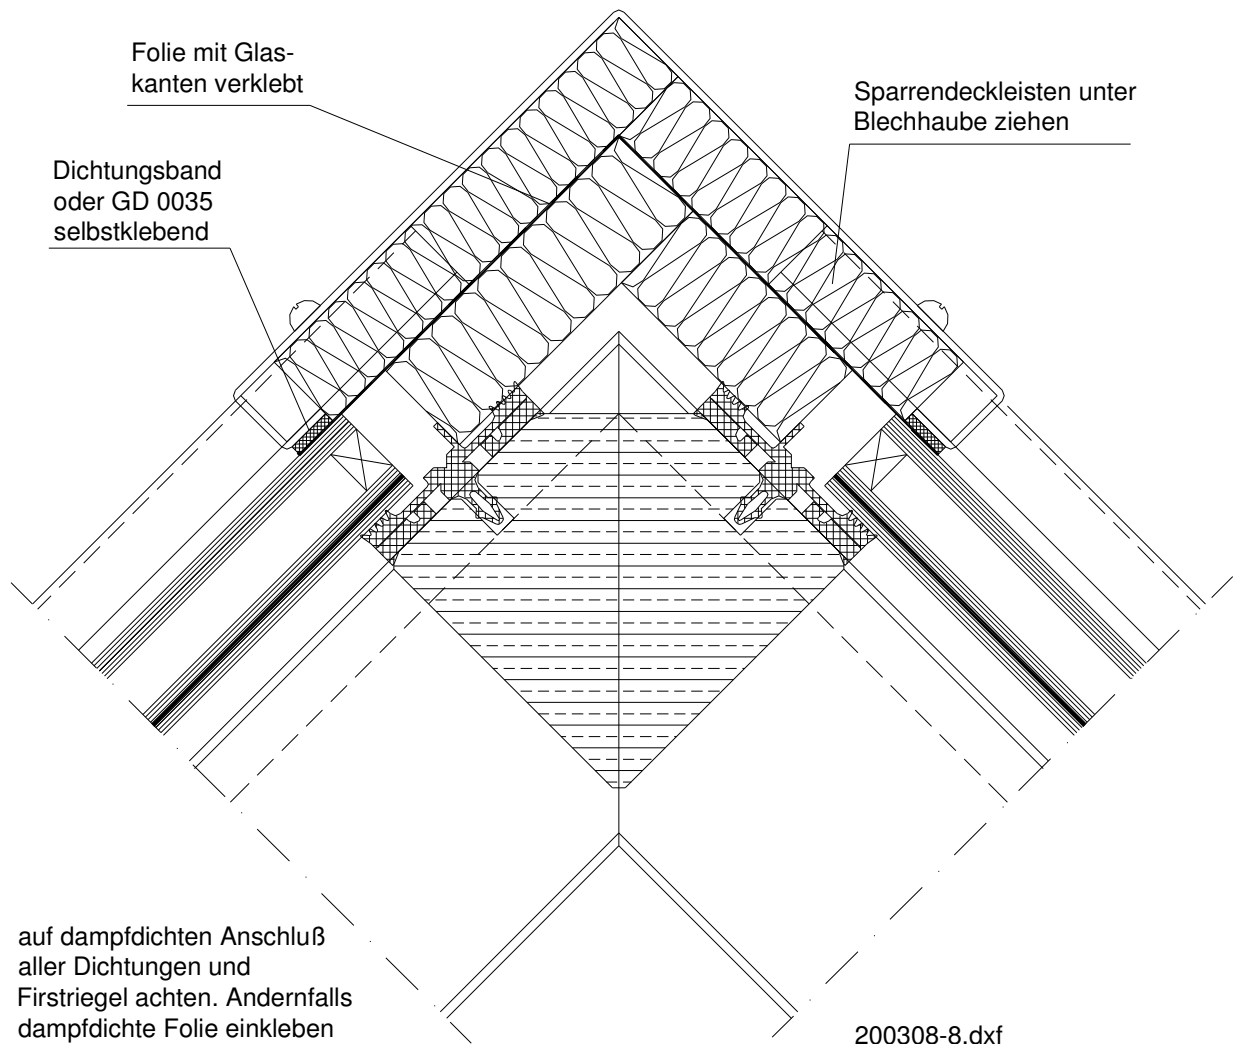 Folie mit Glas-
kanten verklebt
Sparrendeckleisten unter
Blechhaube ziehen
Dichtungsband
oder GD 0035
selbstklebend
auf dampfdichten Anschluß
aller Dichtungen und
Firstriegel achten. Andernfalls
dampfdichte Folie einkleben
200308-8.dxf